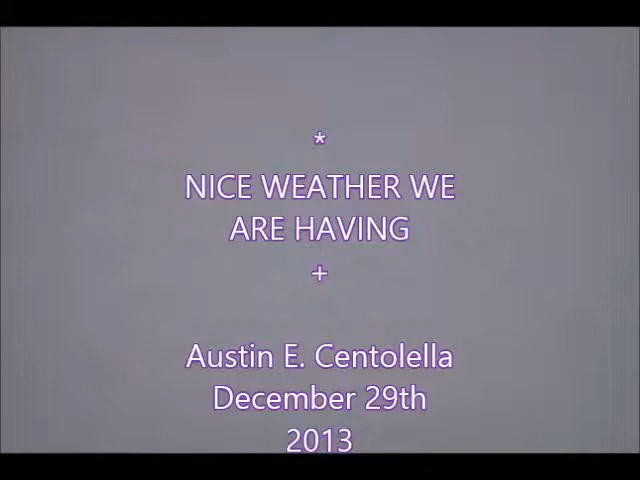 *
NICE WEATHER WE
ARE HAVING
+
Austin E. Centolella
December 29th
2013